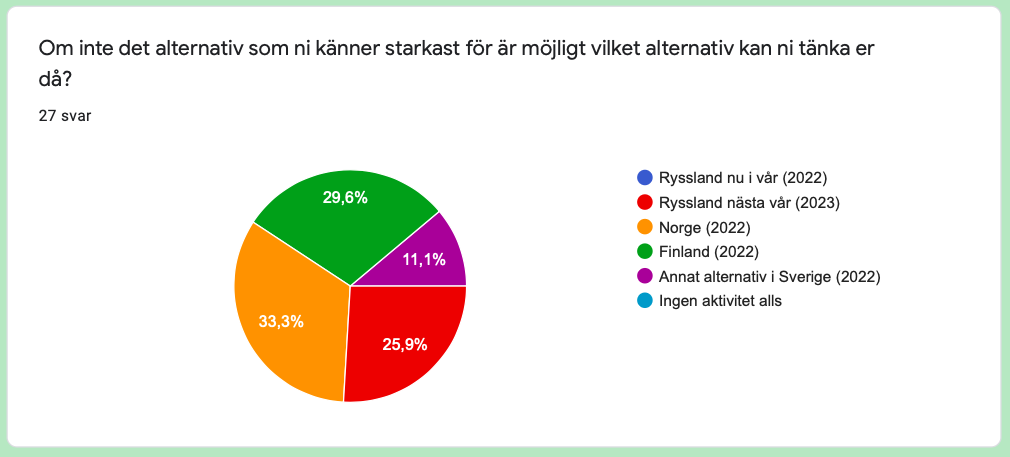 Om inte det alternativ som ni känner starkast för är möjligt vilket alternativ kan ni tänka er
då?
27 svar
29,6%
11,1%
33,3%
25,9%
Ryssland nu i vår (2022)
Ryssland nästa vår (2023)
Norge (2022)
Finland (2022)
Annat alternativ i Sverige (2022)
Ingen aktivitet alls